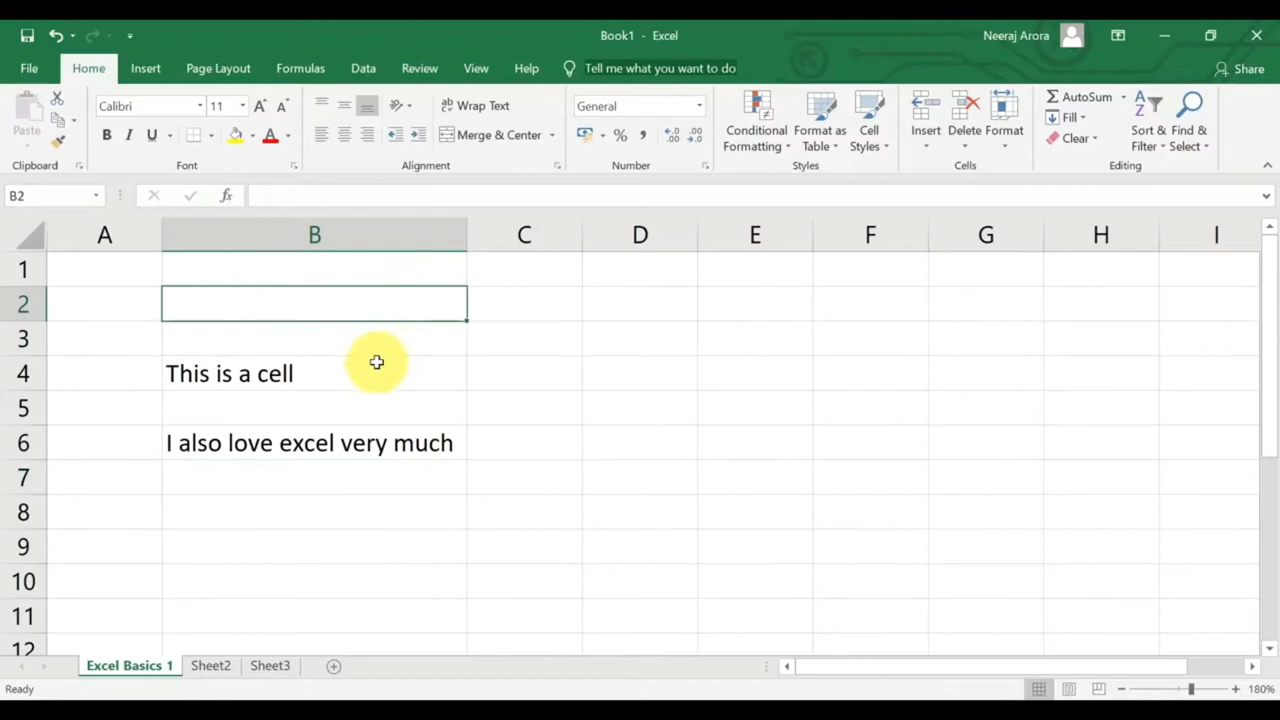 Book1 - Excel
Neeraj Arora
File Home Insert Page Layout Formulas Data Review View Help Tell me what you want to do Share
Paste
Clipboard
Calibri 11
B I U
Font
Wrap Text
Merge & Center
Alignment
General
Number
Conditional Formatting
Format as Table
Cell Styles
Styles
Insert Delete Format
Cells
AutoSum
Fill
Clear
Sort & Filter
Find & Select
Editing
B2
fx
A B C D E F G H I
1
2
3
4 This is a cell
5
6 I also love excel very much
7
8
9
10
11
12
Excel Basics 1 Sheet2 Sheet3
Ready
180%